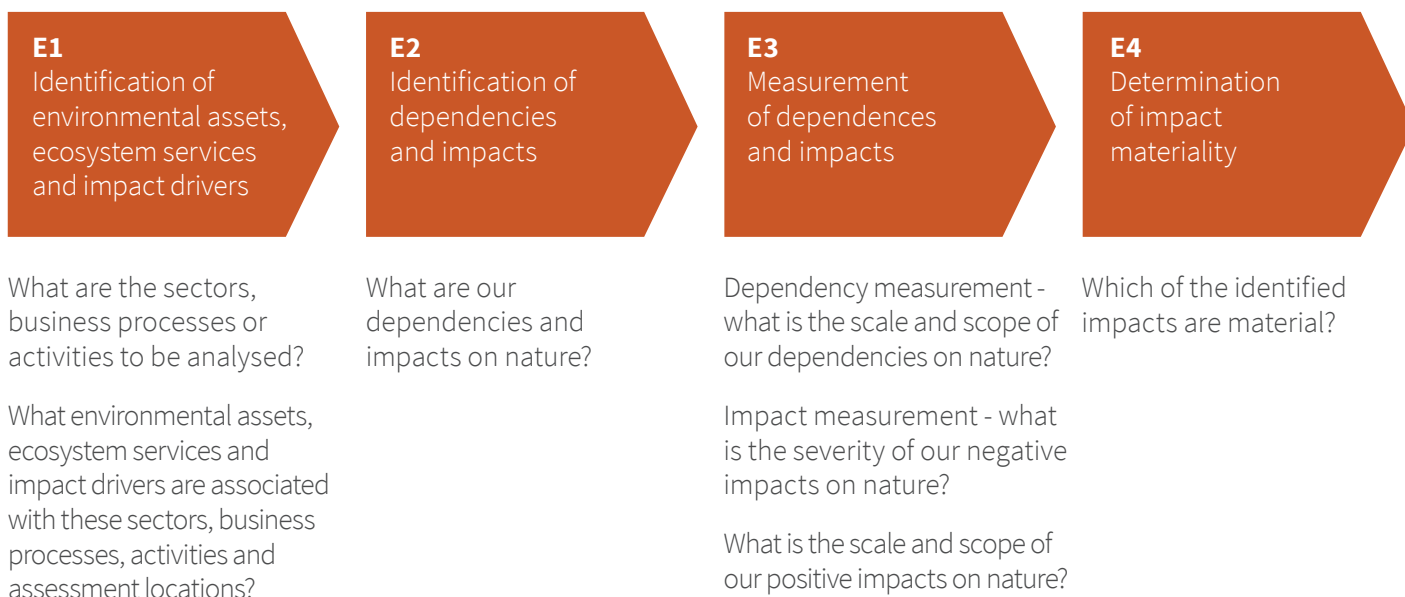 E1
Identification of
environmental assets,
ecosystem services
and impact drivers
E2
Identification of
dependencies
and impacts
E3
Measurement
of dependences
and impacts
E4
Determination
of impact
materiality
What are the sectors,
business processes or
activities to be analysed?
What environmental assets,
ecosystem services and
impact drivers are associated
with these sectors, business
processes, activities and
assessment locations?
What are our
dependencies and
impacts on nature?
Dependency measurement -
what is the scale and scope of
our dependencies on nature?
Impact measurement - what
is the severity of our negative
impacts on nature?
What is the scale and scope of
our positive impacts on nature?
Which of the identified
impacts are material?